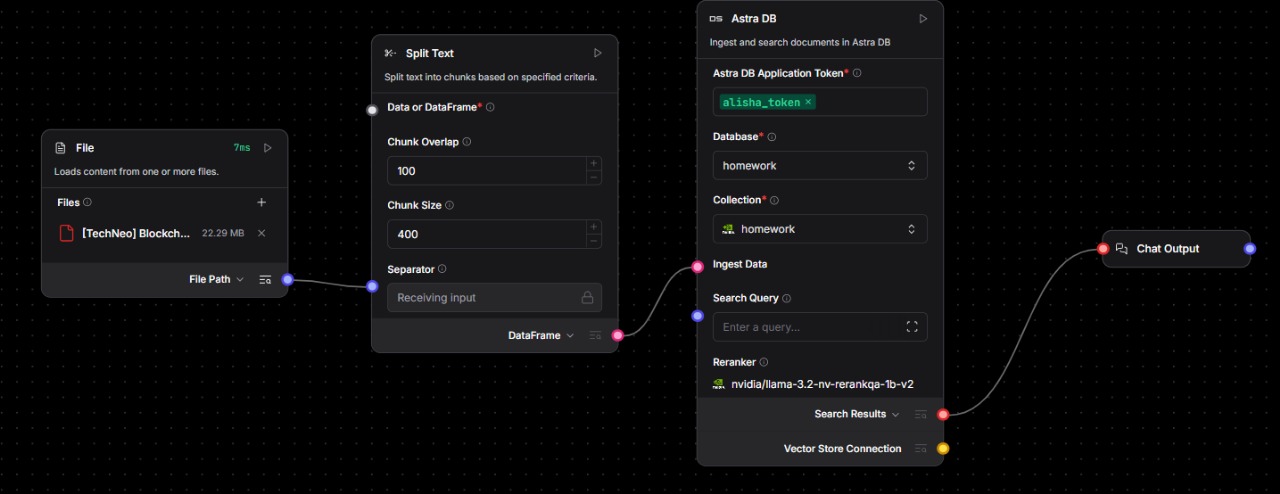 File
7ms
Loads content from one or more files.
Files
[TechNeo] Blockch...
22.29 MB
File Path
Split Text
Split text into chunks based on specified criteria.
Data or DataFrame*
Chunk Overlap
100
Chunk Size
400
Separator
Receiving input
DataFrame
DS
Astra DB
Ingest and search documents in Astra DB
Astra DB Application Token*
alisha_token
Database*
homework
Collection*
homework
Ingest Data
Search Query
Enter a query...
Reranker
nvidia/llama-3.2-nv-rerankqa-1b-v2
Search Results
Vector Store Connection
Chat Output